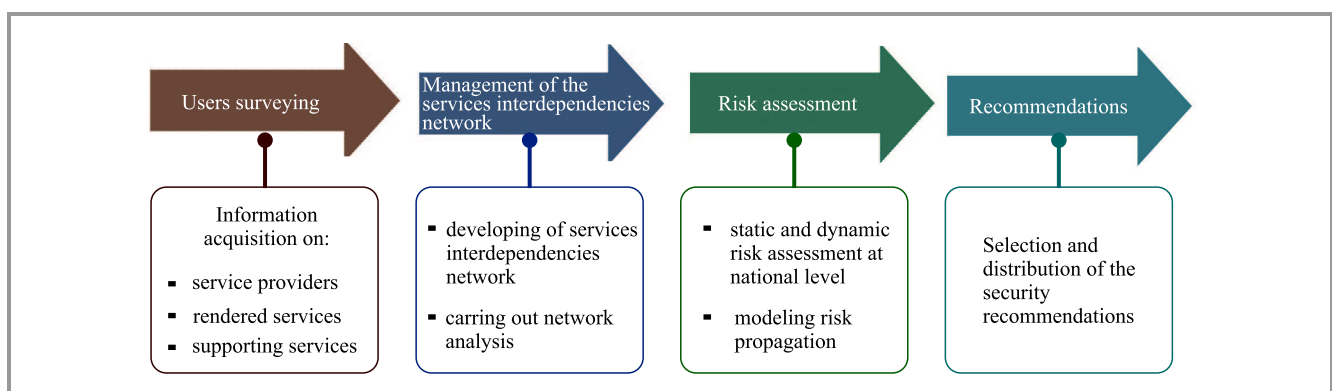 Users surveying
Information
acquisition on:
▪ service providers
▪ rendered services
▪ supporting services
Management of the
services interdependencies
network
▪ developing of services
interdependencies
network
▪ carring out network
analysis
Risk assessment
▪ static and dynamic
risk assessment at
national level
▪ modeling risk
propagation
Recommendations
Selection and
distribution of the
security
recommendations